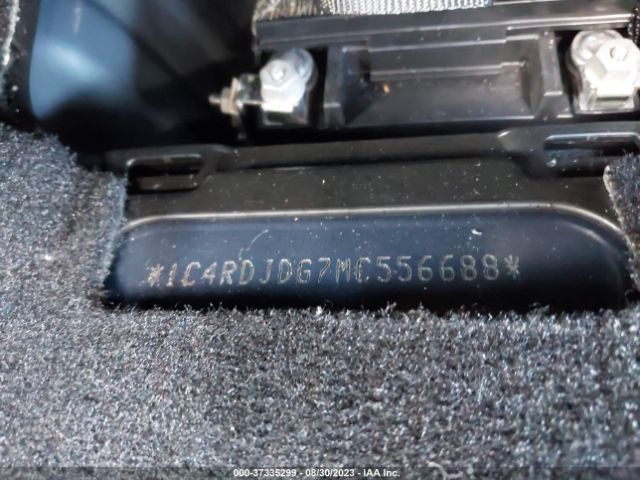 *1C4RDJDG7MC556688*
000-37335299 • 08/30/2023 • IAA Inc.